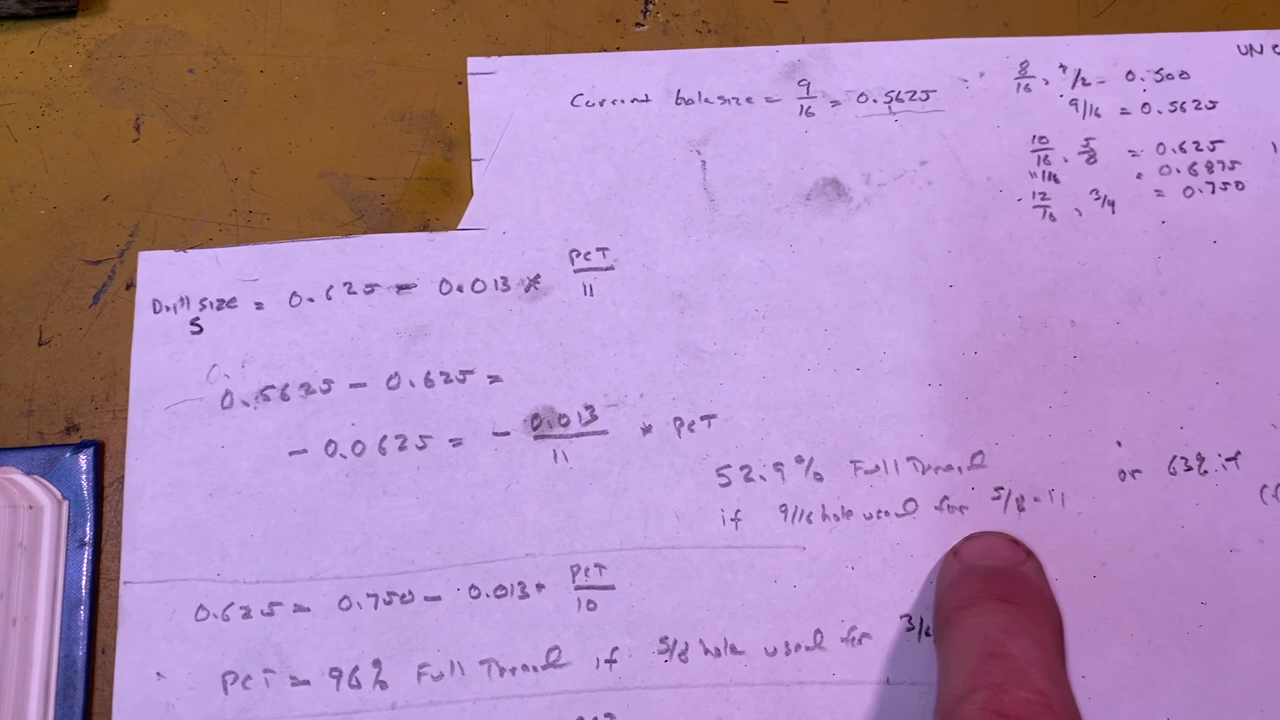 UNC
Current hole size = 9/16 = 0.5625
8/16, 1/2 - 0.500
9/16 = 0.5625
10/16, 5/8 = 0.625
11/16 = 0.6875
12/16, 3/4 = 0.750
Drill size = 0.625 - 0.013 * PCT/11
S
0.5625 - 0.625 =
- 0.0625 = - 0.013/11 * PCT
52.9% Full Thread or 63% if
if 9/16 hole used for 5/8-11
0.625 = 0.750 - 0.013 * PCT/10
PCT = 96% Full Thread if 5/8 hole used for